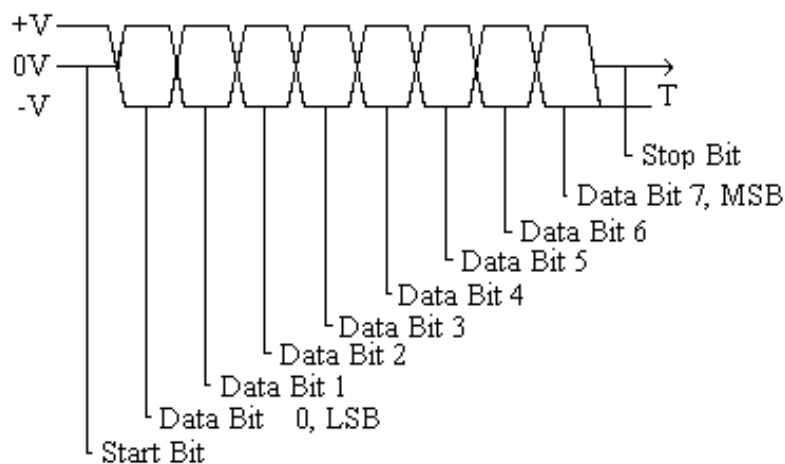 +V
0V
-V
T
Stop Bit
Data Bit 7, MSB
Data Bit 6
Data Bit 5
Data Bit 4
Data Bit 3
Data Bit 2
Data Bit 1
Data Bit 0, LSB
Start Bit